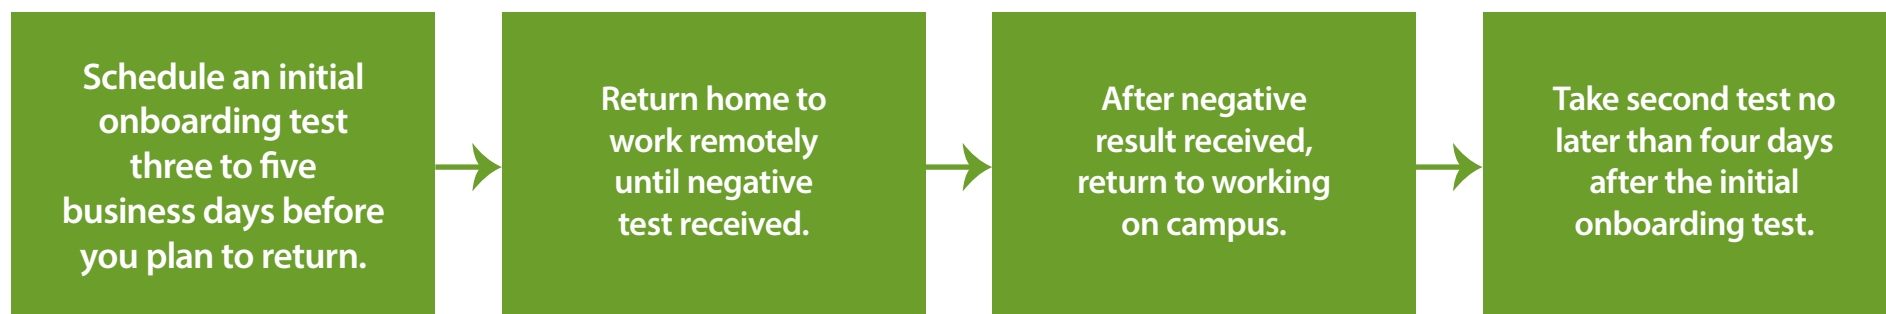 Schedule an initial
onboarding test
three to five
business days before
you plan to return.
Return home to
work remotely
until negative
test received.
After negative
result received,
return to working
on campus.
Take second test no
later than four days
after the initial
onboarding test.